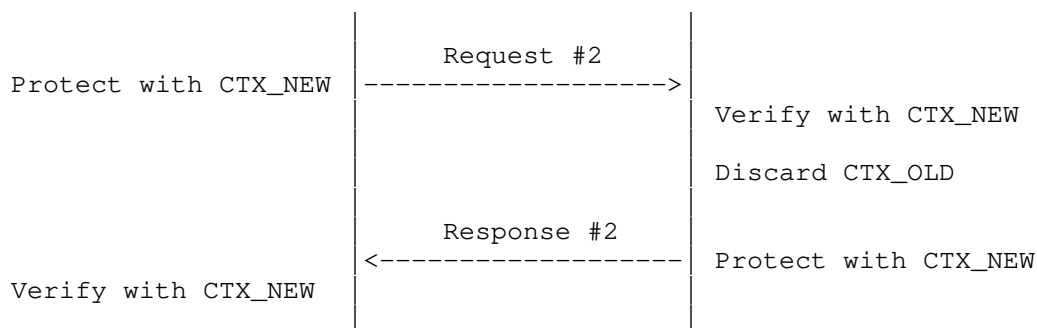 Request #2
Protect with CTX_NEW |------------------->|
Verify with CTX_NEW
Discard CTX_OLD
Response #2
|<-------------------| Protect with CTX_NEW
Verify with CTX_NEW